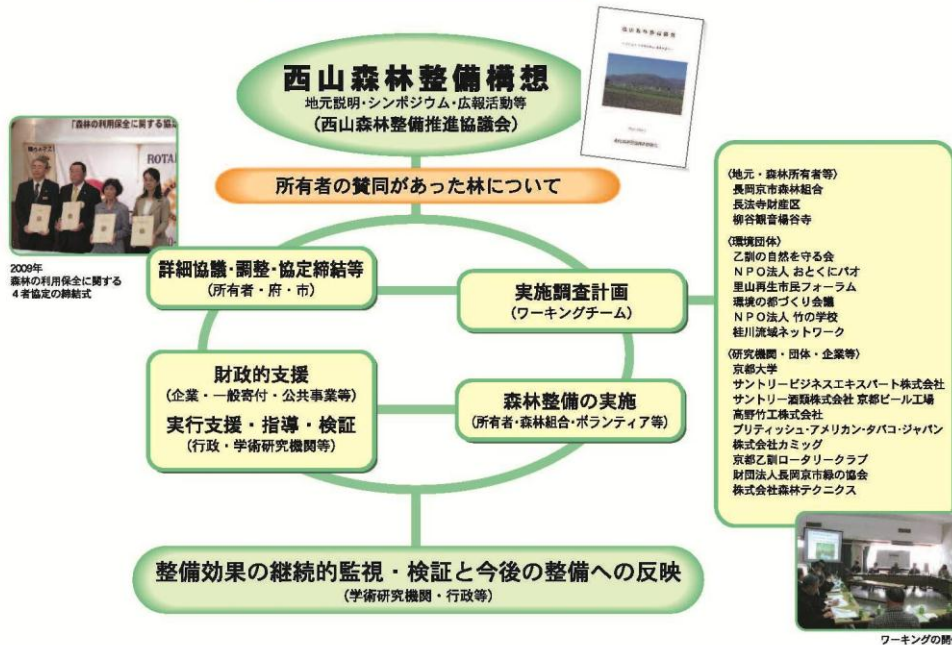 西山森林整備構想
地元説明・シンポジウム・広報活動等
(西山森林整備推進協議会)
「森林の利用保全に関する協
ROTA
所有者の賛同があった林について
2009年
森林の利用保全に関する
4者協定の締結式
詳細協議・調整・協定締結等
(所有者・府・市)
実施調査計画
(ワーキングチーム)
財政的支援
(企業・一般寄付・公共事業等)
実行支援・指導・検証
(行政・学術研究機関等)
森林整備の実施
(所有者・森林組合・ボランティア等)
整備効果の継続的監視・検証と今後の整備への反映
(学術研究機関・行政等)
〈地元・森林所有者等〉
長岡京市森林組合
長法寺財産区
柳谷観音楊谷寺
〈環境団体〉
乙訓の自然を守る会
NPO法人 おとくにパオ
里山再生市民フォーラム
環境の都づくり会議
NPO法人 竹の学校
桂川流域ネットワーク
〈研究機関・団体・企業等〉
京都大学
サントリービジネスエキスパート株式会社
サントリー酒類株式会社 京都ビール工場
高野竹工株式会社
ブリティッシュ・アメリカン・タバコ・ジャパン
株式会社カミッグ
京都乙訓ロータリークラブ
財団法人長岡京市緑の協会
株式会社森林テクニクス
ワーキングの開